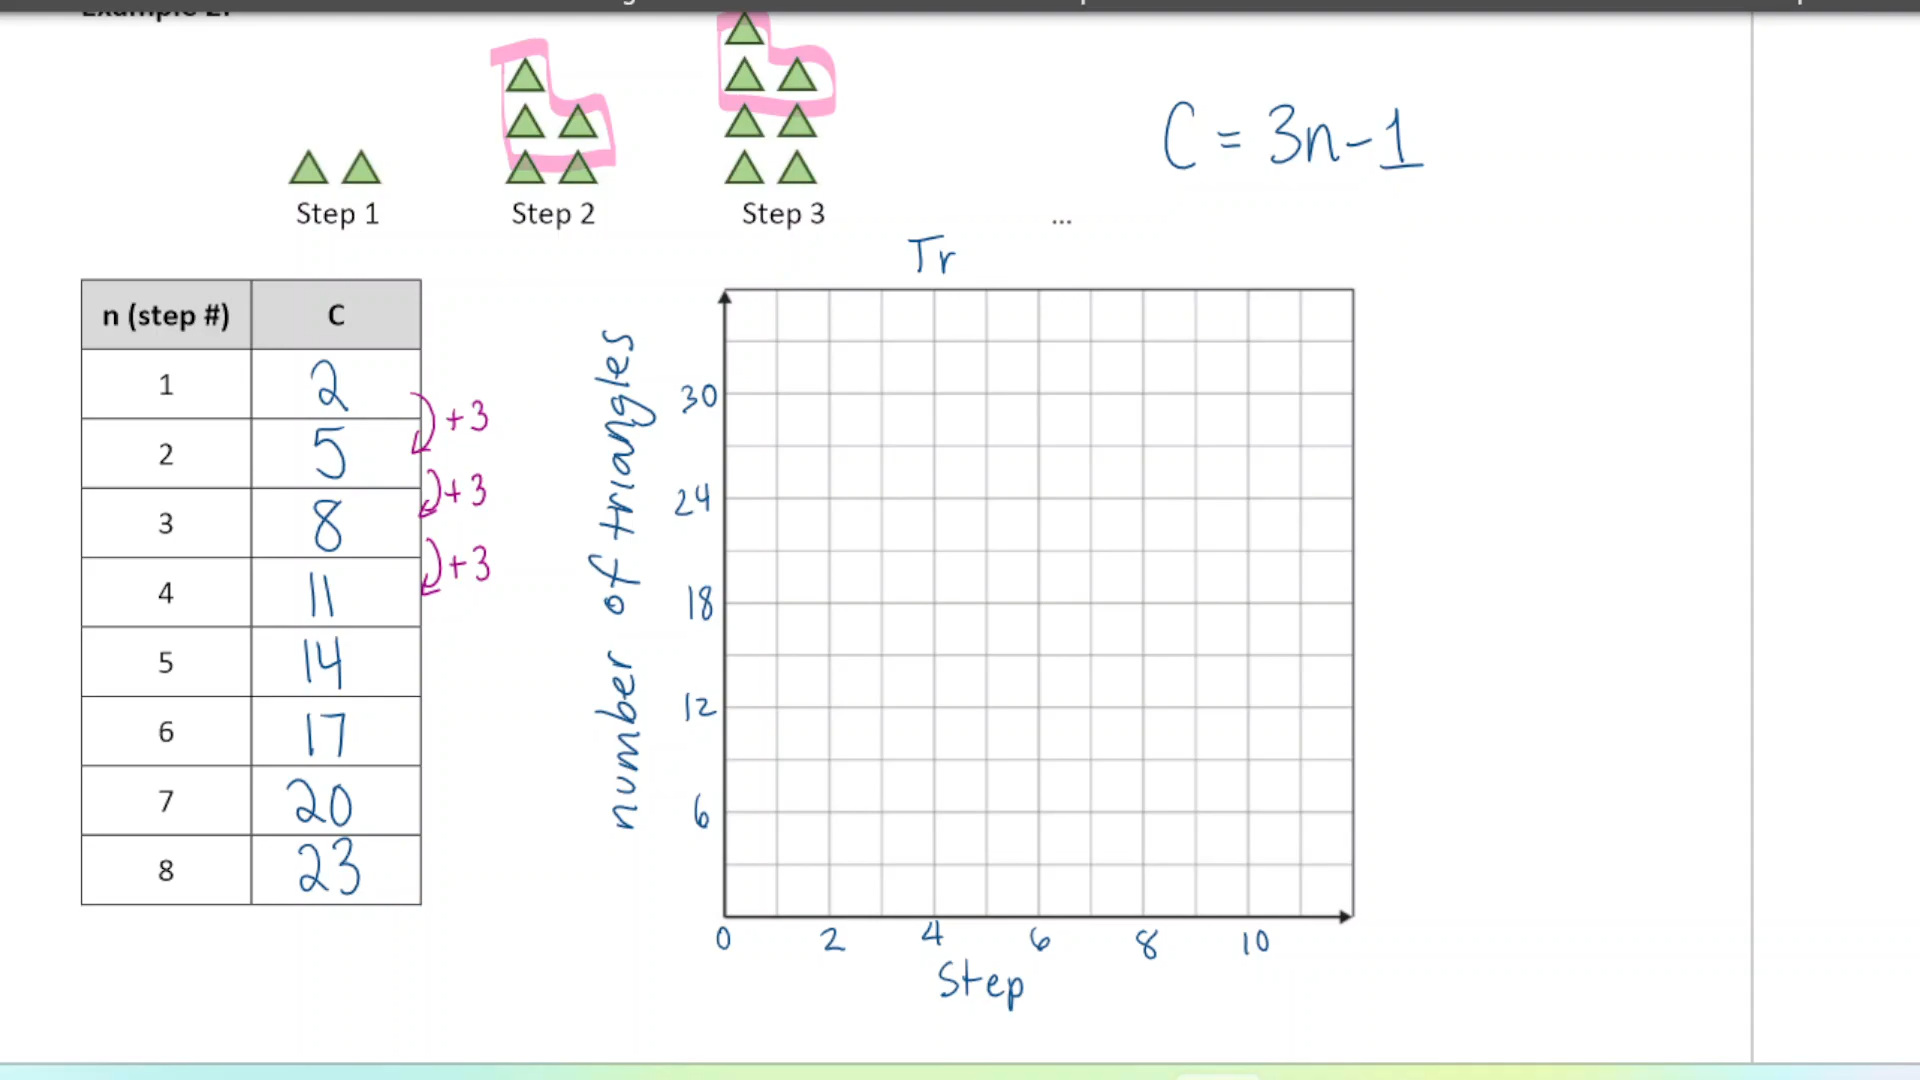 C = 3n - 1
Step 1 Step 2 Step 3 ...
Tr
n (step #) C
1 2
2 5
3 8
4 11
5 14
6 17
7 20
8 23
+3
+3
+3
number of triangles
30
24
18
12
6
0 2 4 6 8 10
Step